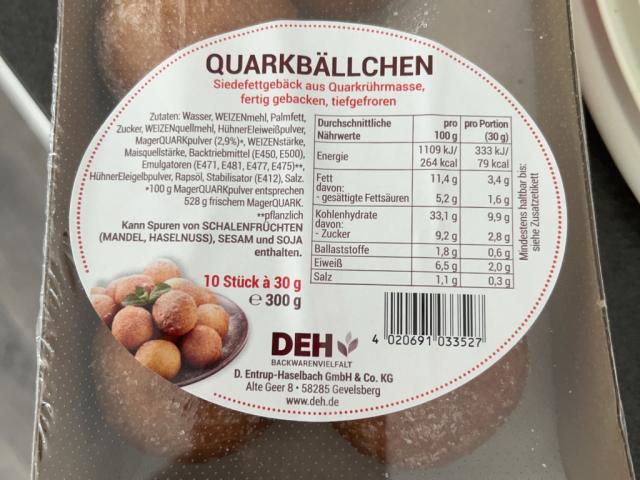 QUARKBÄLLCHEN
Siedefettgebäck aus Quarkrührmasse,
fertig gebacken, tiefgefroren
Zutaten: Wasser, WEIZENmehl, Palmfett,
Zucker, WEIZENquellmehl, HühnerEleiweißpulver,
MagerQUARKpulver (2,9%)*, WEIZENstärke,
Maisquellstärke, Backtriebmittel (E450, E500),
Emulgatoren (E471, E481, E477, E475)**,
HühnerEleigelbpulver, Rapsöl, Stabilisator (E412), Salz.
*100 g MagerQUARKpulver entsprechen
528 g frischem MagerQUARK.
**pflanzlich
Kann Spuren von SCHALENFRÜCHTEN
(MANDEL, HASELNUSS), SESAM und SOJA
enthalten.
Durchschnittliche pro pro Portion
Nährwerte 100 g (30 g)
Energie 1109 kJ/ 333 kJ/
264 kcal 79 kcal
Fett 11,4 g 3,4 g
davon:
- gesättigte Fettsäuren 5,2 g 1,6 g
Kohlenhydrate 33,1 g 9,9 g
davon:
- Zucker 9,2 g 2,8 g
Ballaststoffe 1,8 g 0,6 g
Eiweiß 6,5 g 2,0 g
Salz 1,1 g 0,3 g
Mindestens haltbar bis:
siehe Zusatzetikett
10 Stück à 30 g
℮ 300 g
4 020691 033527
DEH
BACKWARENVIELFALT
D. Entrup-Haselbach GmbH & Co. KG
Alte Geer 8 • 58285 Gevelsberg
www.deh.de